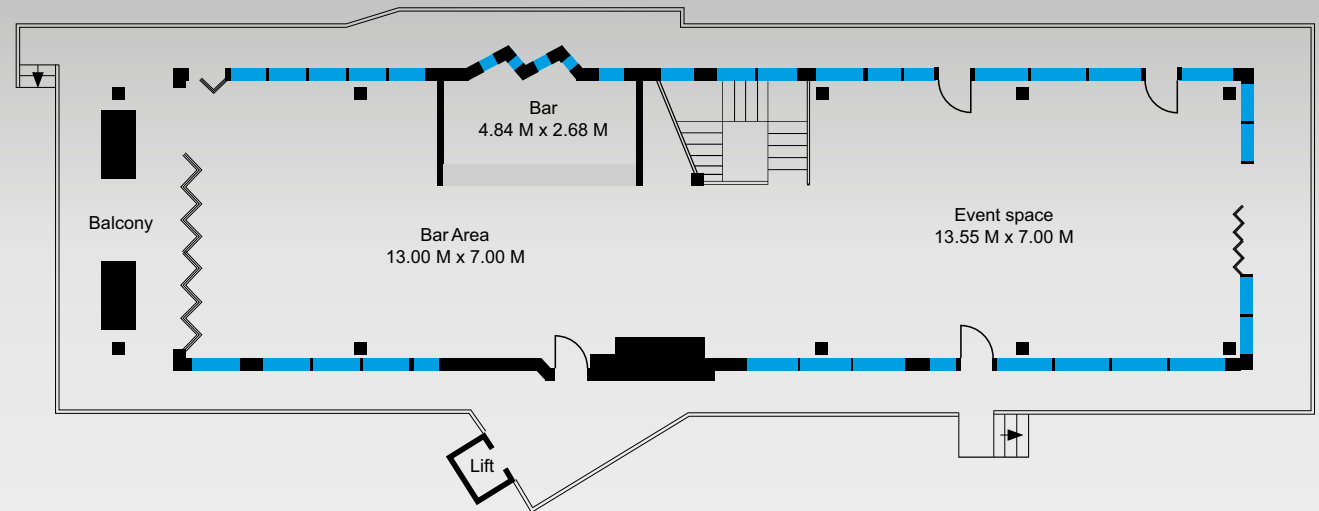 Bar
4.84 M x 2.68 M
Balcony
Bar Area
13.00 M x 7.00 M
Event space
13.55 M x 7.00 M
Lift